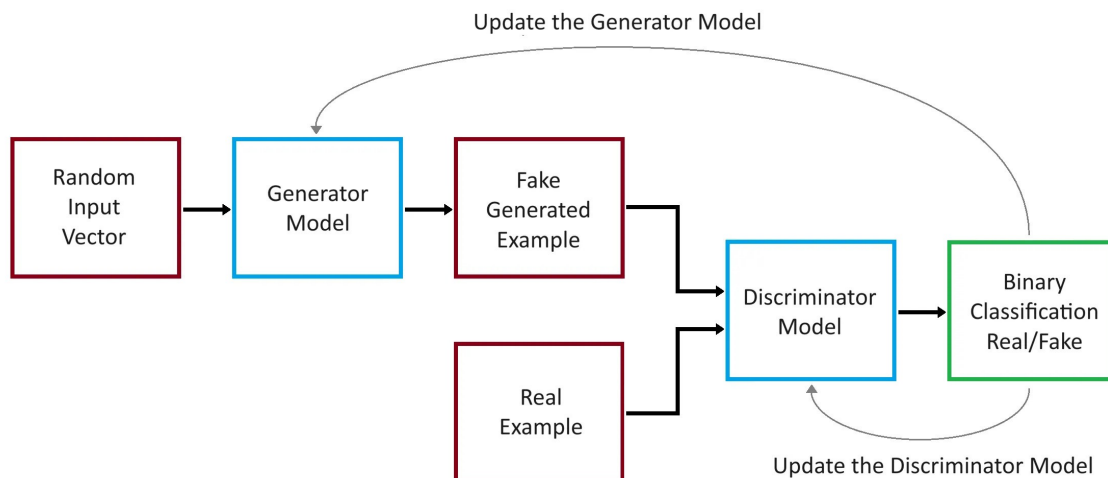 Update the Generator Model
Random
Input
Vector
Generator
Model
Fake
Generated
Example
Real
Example
Discriminator
Model
Binary
Classification
Real/Fake
Update the Discriminator Model